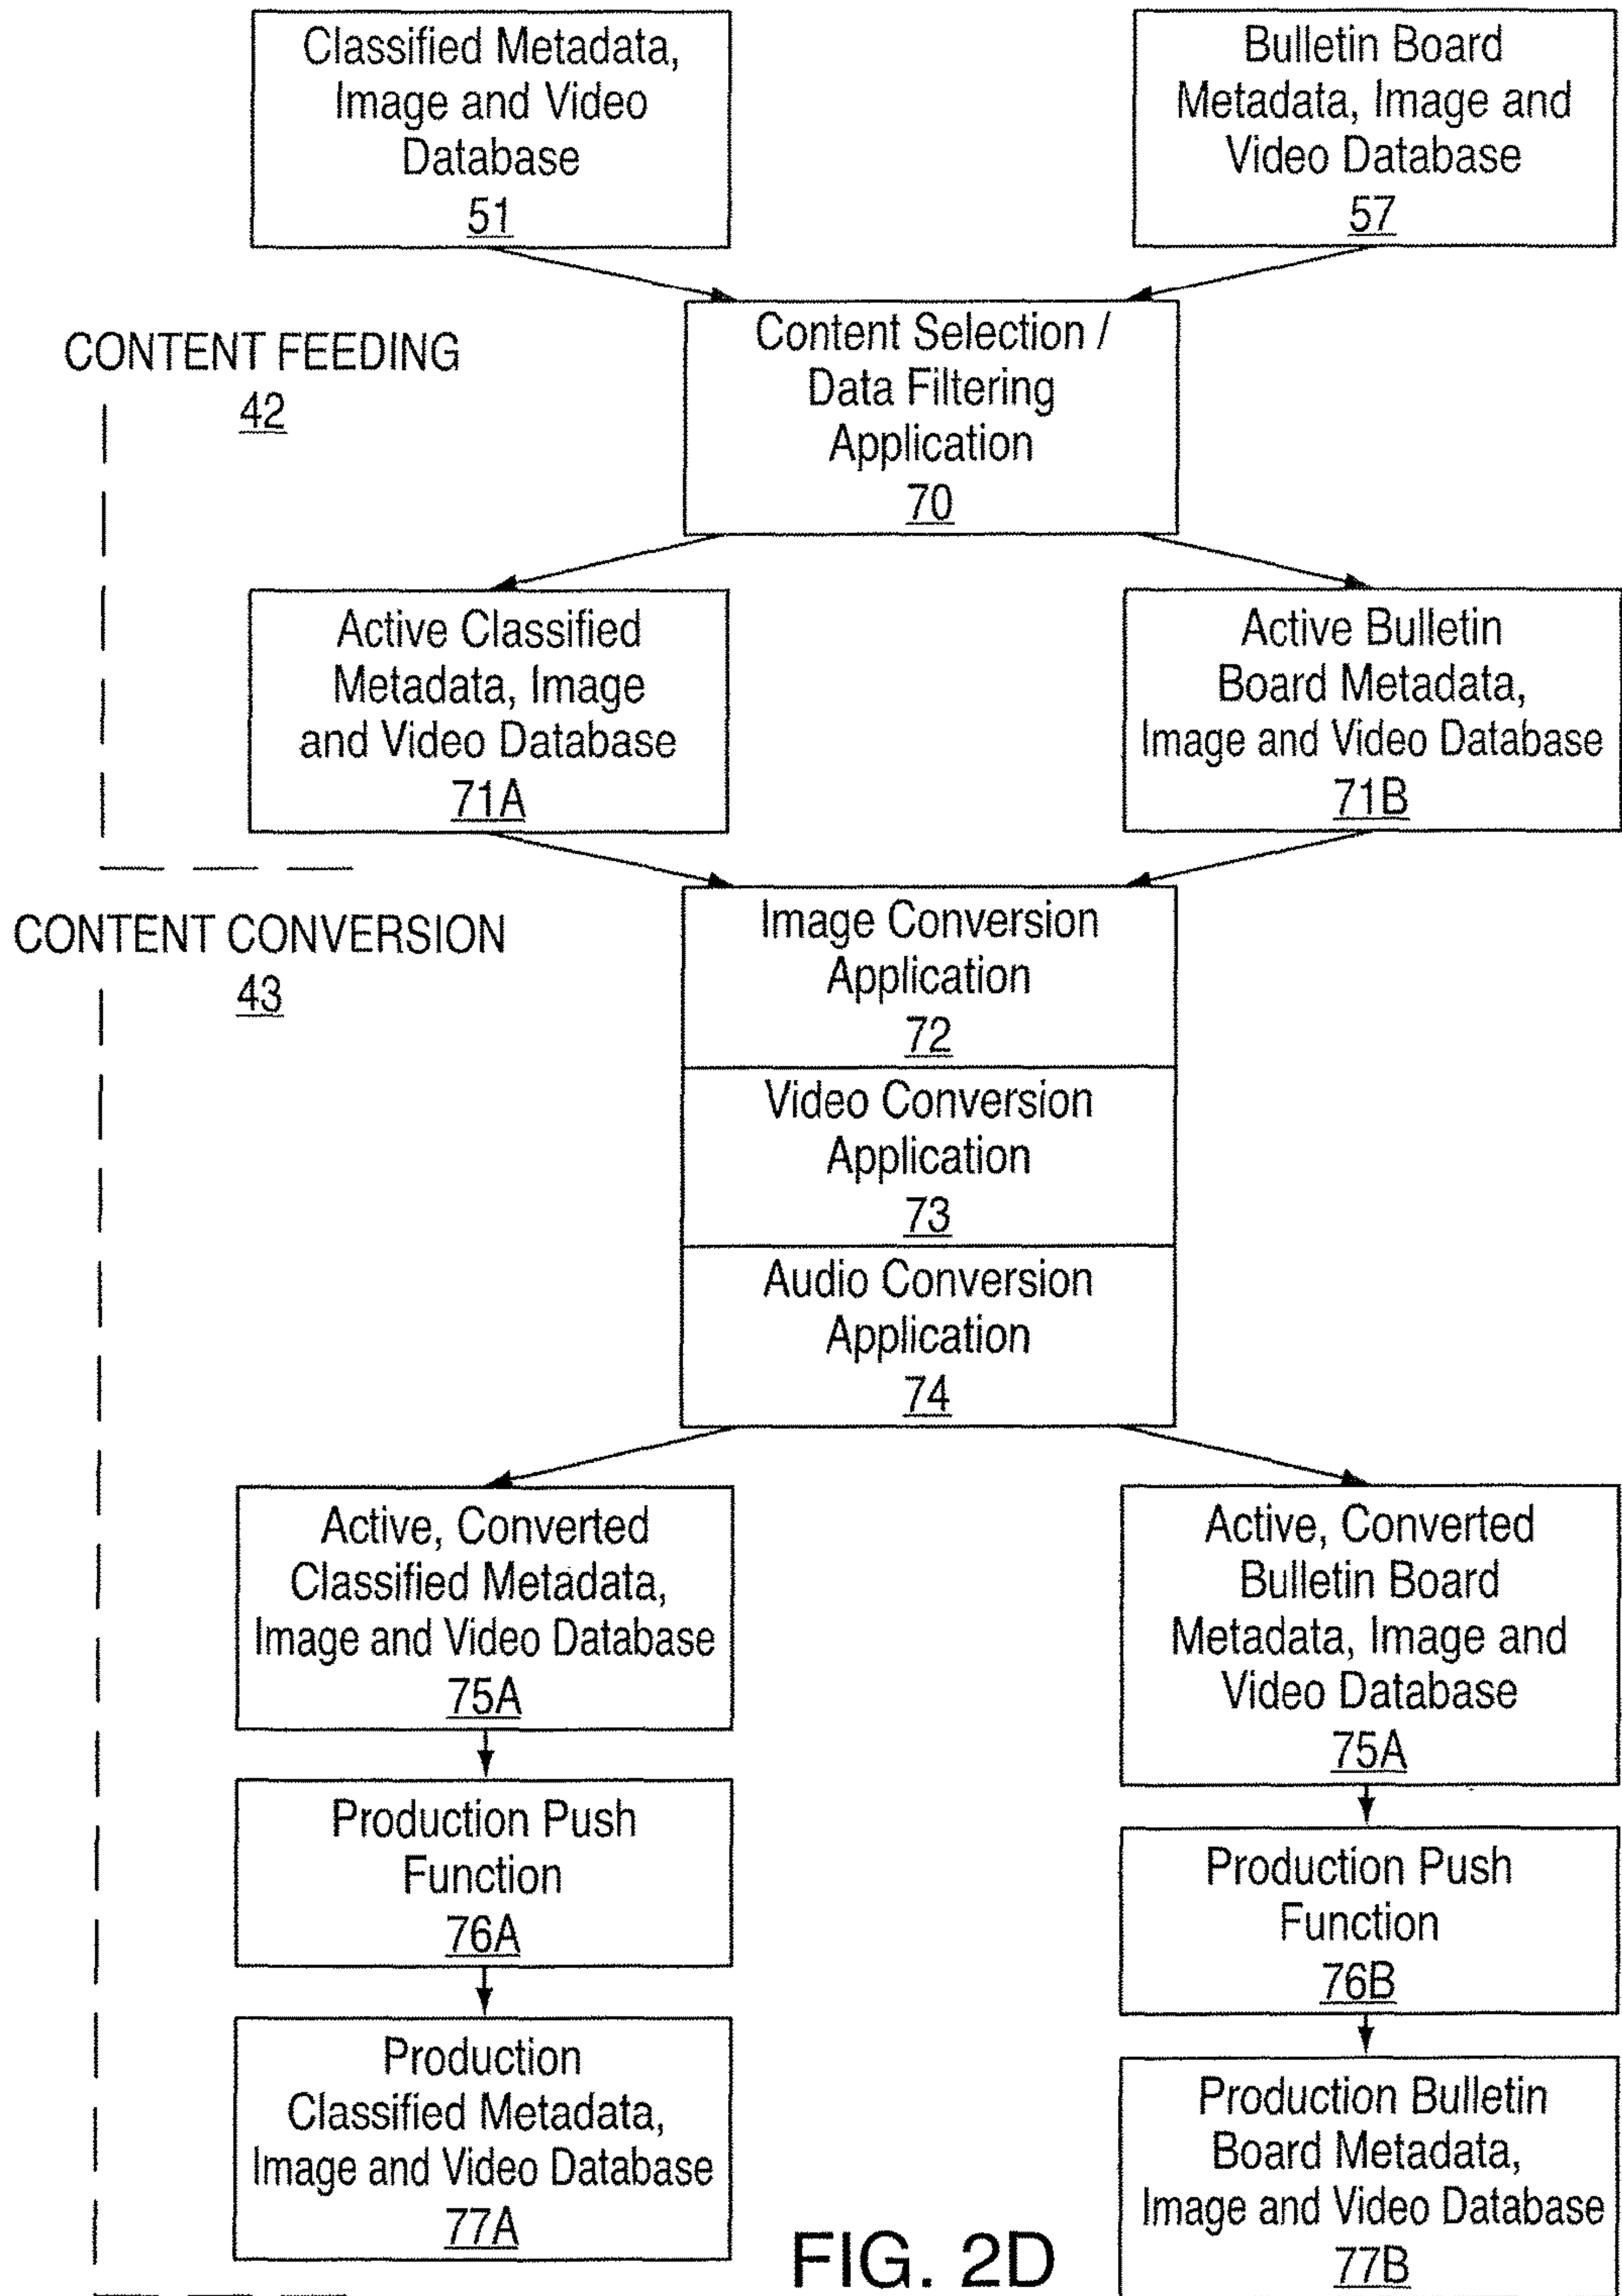 Classified Metadata,
Image and Video
Database
51
Bulletin Board
Metadata, Image and
Video Database
57
CONTENT FEEDING
42
Content Selection /
Data Filtering
Application
70
Active Classified
Metadata, Image
and Video Database
71A
Active Bulletin
Board Metadata,
Image and Video Database
71B
CONTENT CONVERSION
43
Image Conversion
Application
72
Video Conversion
Application
73
Audio Conversion
Application
74
Active, Converted
Classified Metadata,
Image and Video Database
75A
Active, Converted
Bulletin Board
Metadata, Image and
Video Database
75A
Production Push
Function
76A
Production Push
Function
76B
Production
Classified Metadata,
Image and Video Database
77A
Production Bulletin
Board Metadata,
Image and Video Database
77B
FIG. 2D